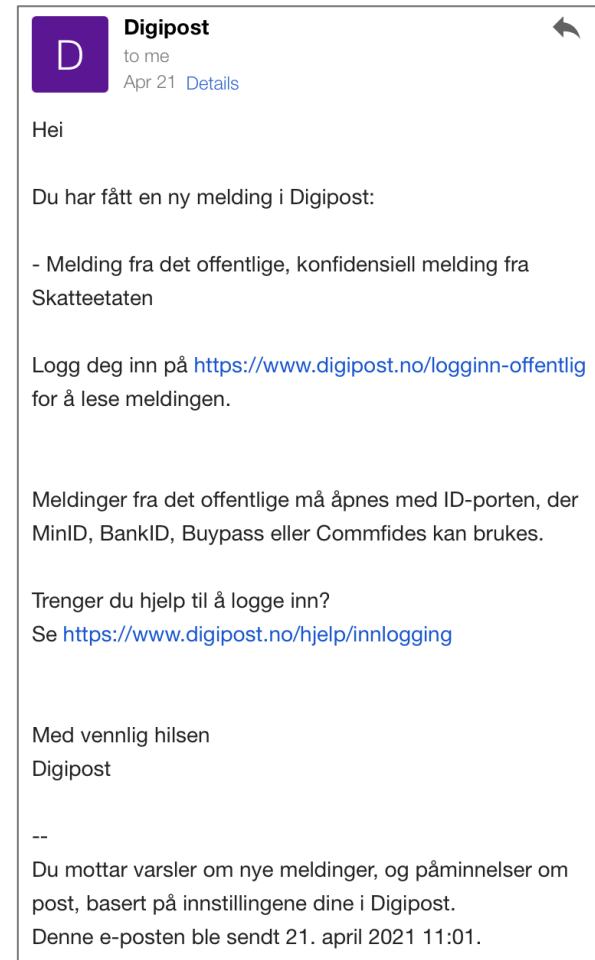 D
Digipost
to me
Apr 21 Details
Hei
Du har fått en ny melding i Digipost:
- Melding fra det offentlige, konfidensiell melding fra
Skatteetaten
Logg deg inn på https://www.digipost.no/logginn-offentlig
for å lese meldingen.
Meldinger fra det offentlige må åpnes med ID-porten, der
MinID, BankID, Buypass eller Commfides kan brukes.
Trenger du hjelp til å logge inn?
Se https://www.digipost.no/hjelp/innlogging
Med vennlig hilsen
Digipost
--
Du mottar varsler om nye meldinger, og påminnelser om
post, basert på innstillingene dine i Digipost.
Denne e-posten ble sendt 21. april 2021 11:01.